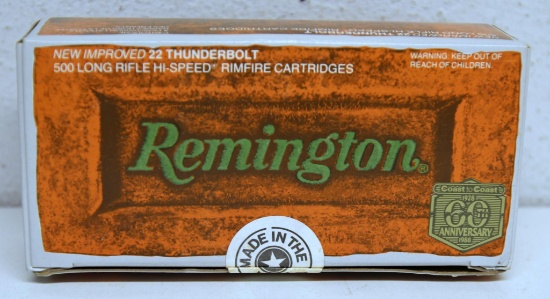 NEW IMPROVED 22 THUNDERBOLT
500 LONG RIFLE HI-SPEED® RIMFIRE CARTRIDGES
WARNING: KEEP OUT OF
REACH OF CHILDREN.
Remington®
Coast to Coast
1928
60TH
ANNIVERSARY
1988
MADE IN THE